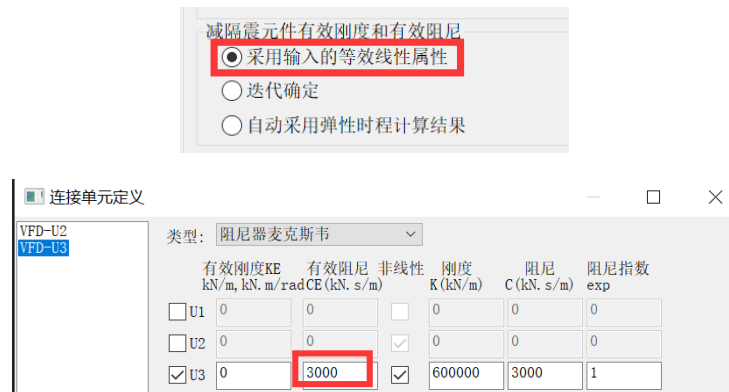 减隔震元件有效刚度和有效阻尼
采用输入的等效线性属性
迭代确定
自动采用弹性时程计算结果
连接单元定义
VFD-U2
VFD-U3
类型: 阻尼器麦克斯韦
有效刚度KE 有效阻尼 非线性 刚度 阻尼 阻尼指数
kN/m,kN.m/radCE(kN.s/m) K(kN/m) C(kN.s/m) exp
U1 0 0 0 0 0
U2 0 0 0 0 0
U3 0 3000 600000 3000 1